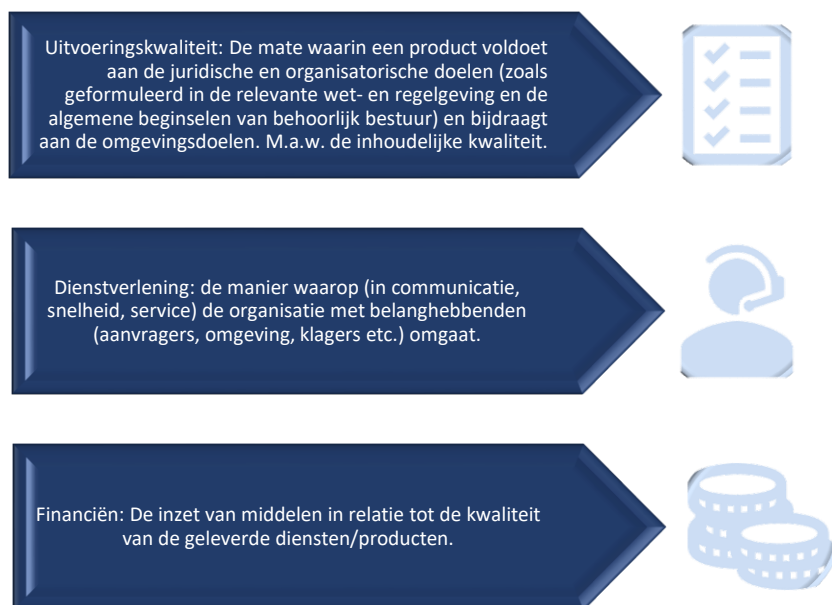 Uitvoeringskwaliteit: De mate waarin een product voldoet
aan de juridische en organisatorische doelen (zoals
geformuleerd in de relevante wet- en regelgeving en de
algemene beginselen van behoorlijk bestuur) en bijdraagt
aan de omgevingsdoelen. M.a.w. de inhoudelijke kwaliteit.
Dienstverlening: de manier waarop (in communicatie,
snelheid, service) de organisatie met belanghebbenden
(aanvragers, omgeving, klagers etc.) omgaat.
Financiën: De inzet van middelen in relatie tot de kwaliteit
van de geleverde diensten/producten.